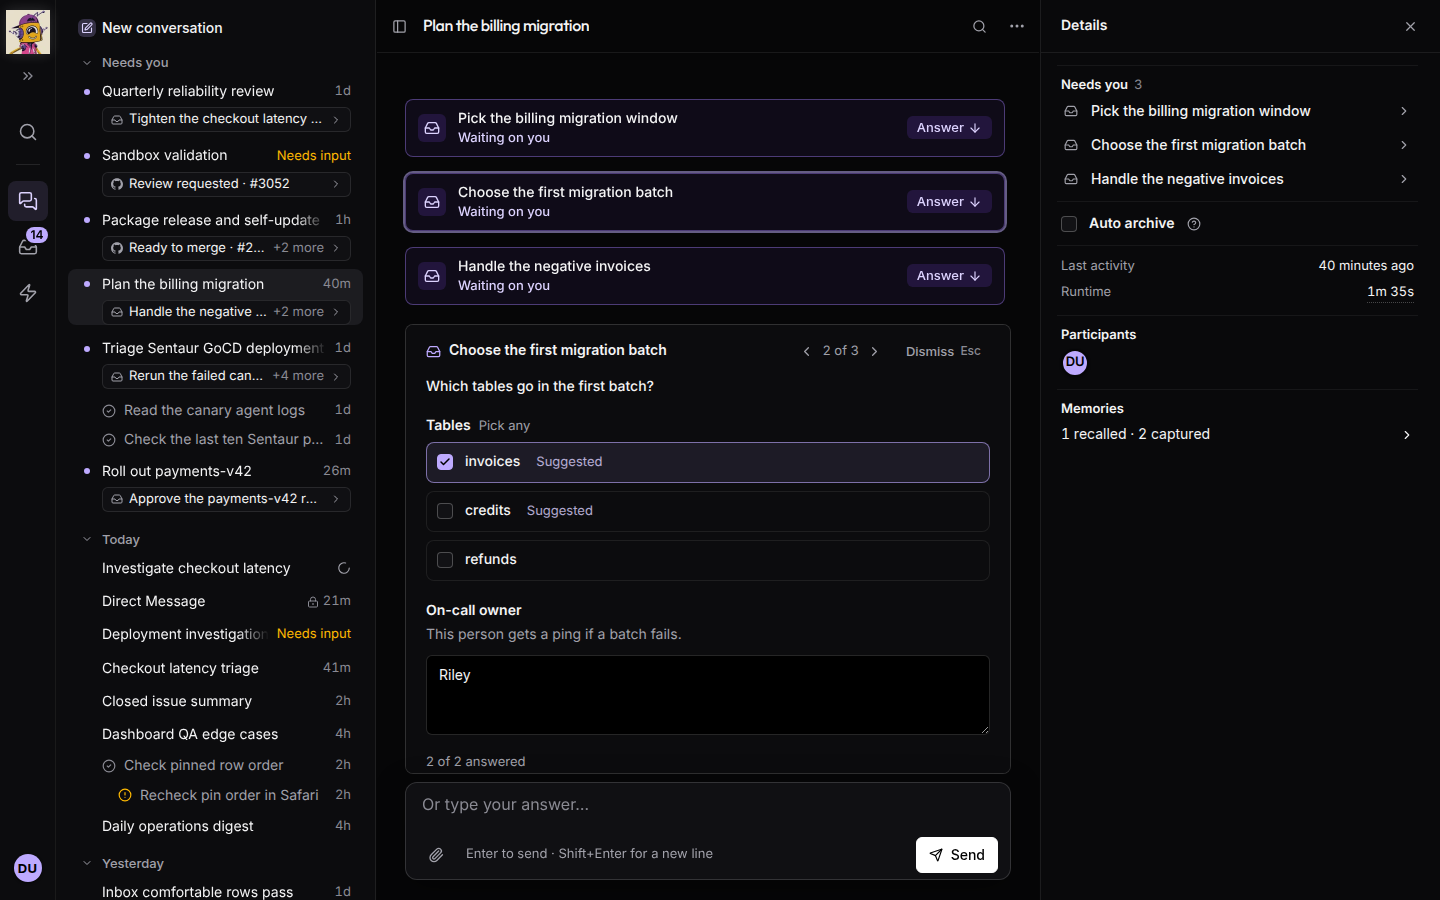 New conversation
Needs you
Quarterly reliability review 1d
Tighten the checkout latency ...
Sandbox validation Needs input
Review requested · #3052
Package release and self-update 1h
Ready to merge · #2... +2 more
Plan the billing migration 40m
Handle the negative ... +2 more
Triage Sentaur GoCD deployment 1d
Rerun the failed can... +4 more
Read the canary agent logs 1d
Check the last ten Sentaur p... 1d
Roll out payments-v42 26m
Approve the payments-v42 r...
Today
Investigate checkout latency
Direct Message 21m
Deployment investigation Needs input
Checkout latency triage 41m
Closed issue summary 2h
Dashboard QA edge cases 4h
Check pinned row order 2h
Recheck pin order in Safari 2h
Daily operations digest 4h
Yesterday
Inbox comfortable rows pass 1d
14
DU
Plan the billing migration
Pick the billing migration window
Waiting on you
Answer
Choose the first migration batch
Waiting on you
Answer
Handle the negative invoices
Waiting on you
Answer
Choose the first migration batch 2 of 3 Dismiss Esc
Which tables go in the first batch?
Tables Pick any
invoices Suggested
credits Suggested
refunds
On-call owner
This person gets a ping if a batch fails.
Riley
2 of 2 answered
Or type your answer...
Enter to send · Shift+Enter for a new line
Send
Details
Needs you 3
Pick the billing migration window
Choose the first migration batch
Handle the negative invoices
Auto archive
Last activity 40 minutes ago
Runtime 1m 35s
Participants
DU
Memories
1 recalled · 2 captured